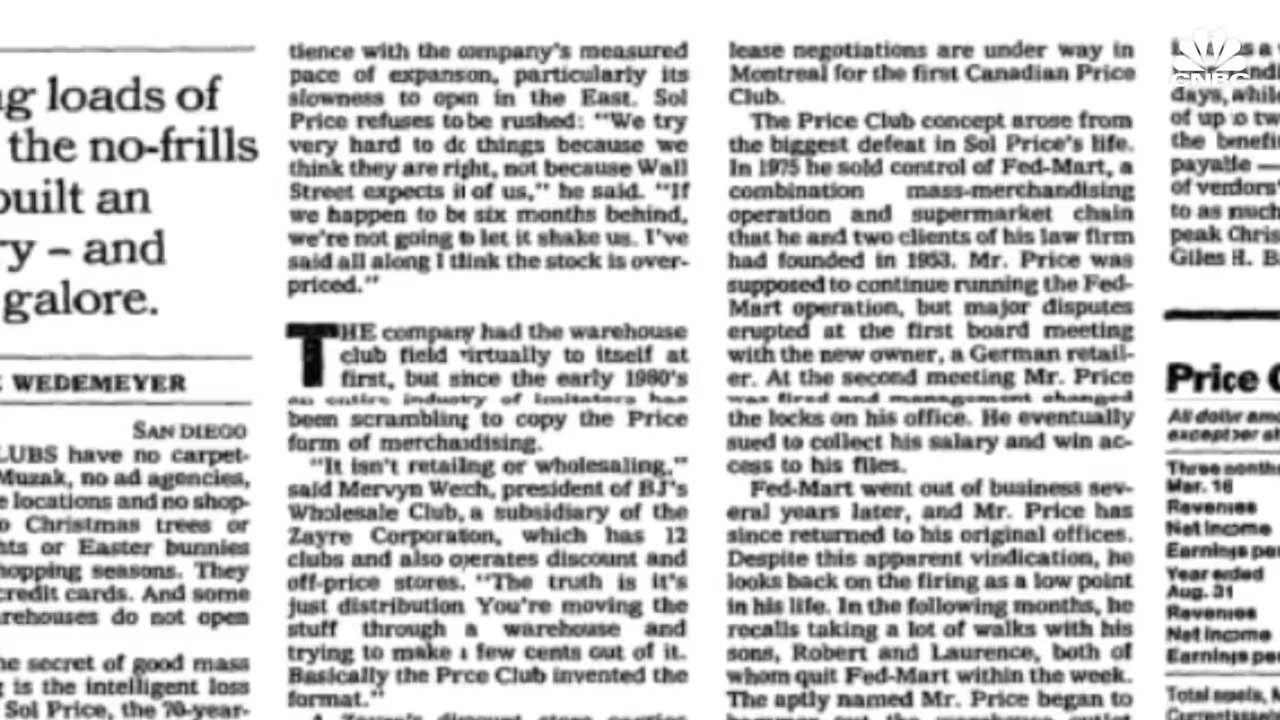 g loads of
the no-frills
built an
ry – and
galore.
WEDEMEYER
SAN DIEGO
LUBS have no carpet-
Muzak, no ad agencies,
e locations and no shop-
o Christmas trees or
hts or Easter bunnies
hopping seasons. They
credit cards. And some
rehouses do not open
he secret of good mass
g is the intelligent loss
Sol Price, the 70-year-
tience with the company's measured
pace of expanson, particularly its
slowness to open in the East. Sol
Price refuses to be rushed: "We try
very hard to do things because we
think they are right, not because Wall
Street expects it of us," he said. "If
we happen to be six months behind,
we're not going to let it shake us. I've
said all along I think the stock is over-
priced."
THE company had the warehouse
club field virtually to itself at
first, but since the early 1980's
an entire industry of imitators has
been scrambling to copy the Price
form of merchandising.
"It isn't retailing or wholesaling,"
said Mervyn Weich, president of BJ's
Wholesale Club, a subsidiary of the
Zayre Corporation, which has 12
clubs and also operates discount and
off-price stores. "The truth is it's
just distribution You're moving the
stuff through a warehouse and
trying to make a few cents out of it.
Basically the Price Club invented the
format."
A Zayre's discount store carries
lease negotiations are under way in
Montreal for the first Canadian Price
Club.
The Price Club concept arose from
the biggest defeat in Sol Price's life.
In 1975 he sold control of Fed-Mart, a
combination mass-merchandising
operation and supermarket chain
that he and two clients of his law firm
had founded in 1953. Mr. Price was
supposed to continue running the Fed-
Mart operation, but major disputes
erupted at the first board meeting
with the new owner, a German retail-
er. At the second meeting Mr. Price
was fired and management changed
the locks on his office. He eventually
sued to collect his salary and win ac-
cess to his files.
Fed-Mart went out of business sev-
eral years later, and Mr. Price has
since returned to his original offices.
Despite this apparent vindication, he
looks back on the firing as a low point
in his life. In the following months, he
recalls taking a lot of walks with his
sons, Robert and Laurence, both of
whom quit Fed-Mart within the week.
The aptly named Mr. Price began to
CNBC
days, while
of up to tw
the benefi
payable —
of vendors'
to as much
peak Chris
Giles H. Ba
Price C
All dollar am
except per sh
Three months
Mar. 16
Revenues
Net Income
Earnings pe
Year ended
Aug. 31
Revenues
Net Income
Earnings pe
Total assets,